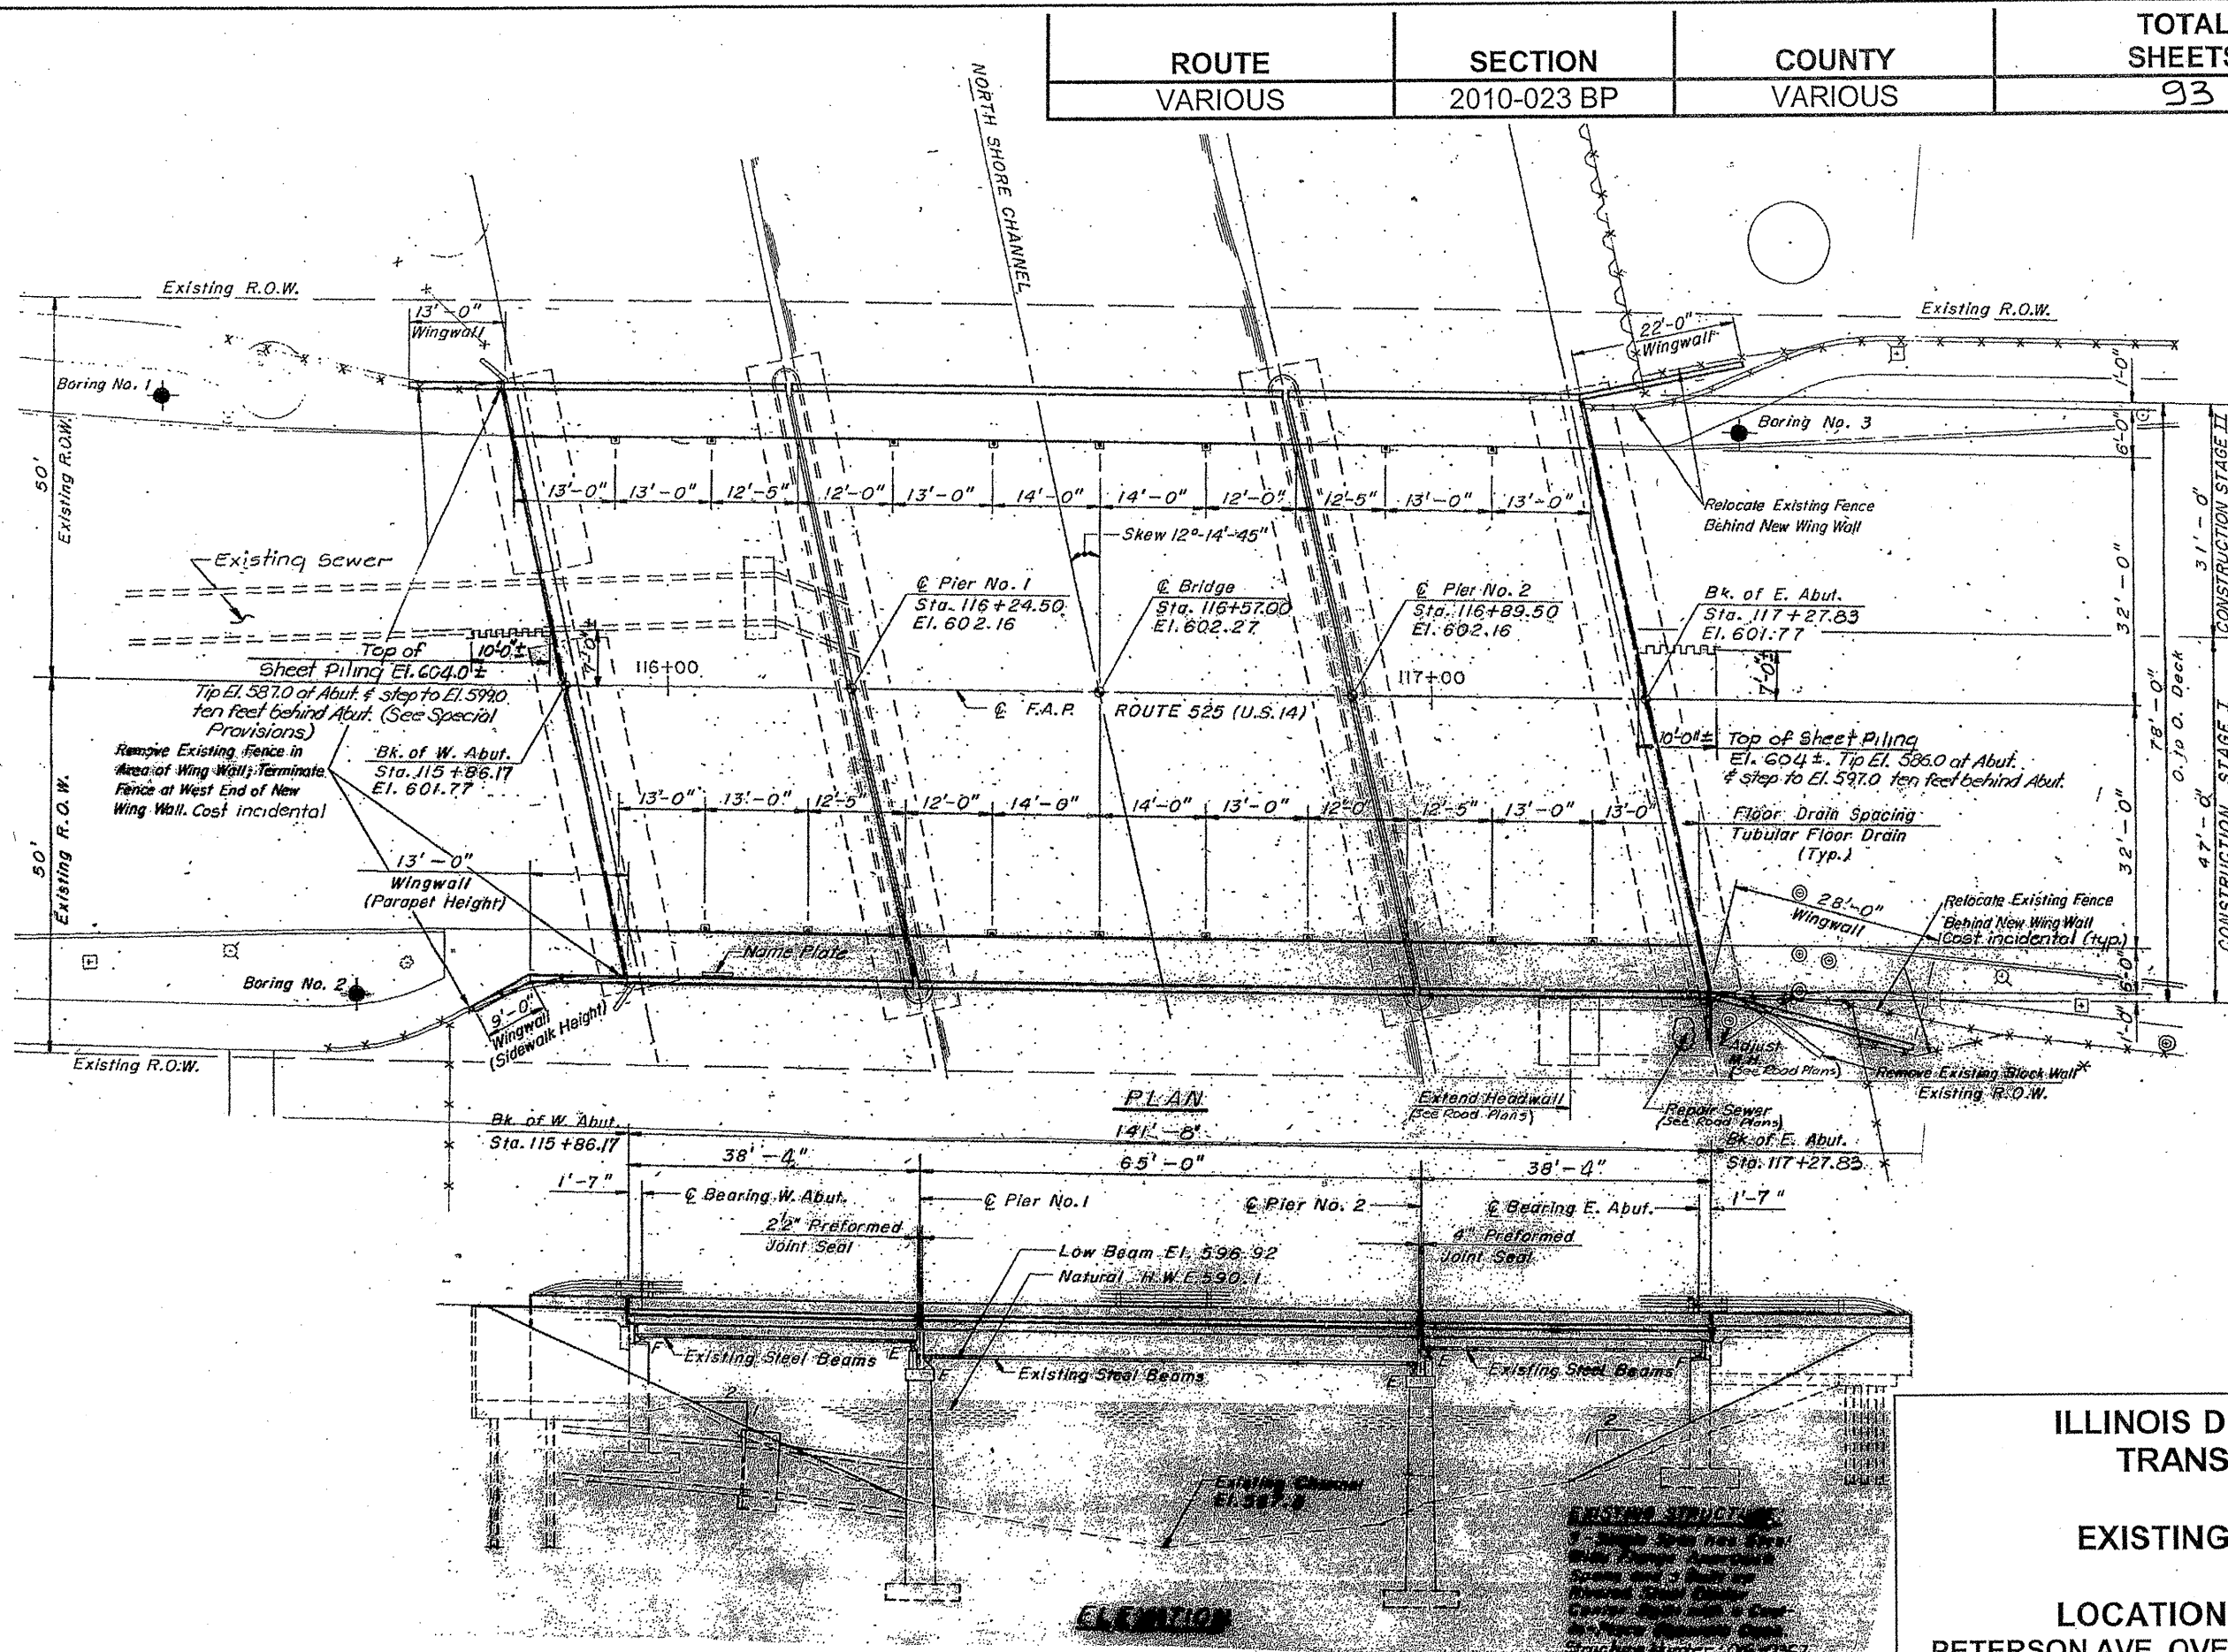 ROUTE
SECTION
COUNTY
TOTAL
SHEETS
VARIOUS
2010-023 BP
VARIOUS
93
NORTH SHORE CHANNEL
Existing R.O.W.
13'-0"
Wingwall
Boring No. 1
50'
Existing R.O.W.
22'-0"
Wingwall
Existing R.O.W.
Boring No. 3
1'-0"
6'-0"
13'-0"
13'-0"
12'-5"
12'-0"
13'-0"
14'-0"
14'-0"
12'-0"
12'-5"
13'-0"
13'-0"
Skew 12°-14'-45"
Relocate Existing Fence
Behind New Wing Wall
Existing Sewer
℄ Pier No. 1
Sta. 116+24.50
El. 602.16
℄ Bridge
Sta. 116+57.00
El. 602.27
℄ Pier No. 2
Sta. 116+89.50
El. 602.16
Bk. of E. Abut.
Sta. 117+27.83
El. 601.77
32'-0"
31'-0"
CONSTRUCTION STAGE II
78'-0"
O. to O. Deck
Top of
Sheet Piling El. 604.0±
10'-0"±
7'-0"±
Tip El. 587.0 at Abut. & step to El. 599.0
ten feet behind Abut. (See Special
Provisions)
116+00
117+00
7'-0"±
℄ F.A.P. ROUTE 525 (U.S. 14)
Remove Existing Fence in
Area of Wing Wall; Terminate
Fence at West End of New
Wing Wall. Cost incidental
Bk. of W. Abut.
Sta. 115+86.17
El. 601.77
10'-0"±
Top of Sheet Piling
El. 604±. Tip El. 586.0 at Abut.
& step to El. 597.0 ten feet behind Abut.
13'-0"
13'-0"
12'-5"
12'-0"
14'-0"
14'-0"
13'-0"
12'-0"
12'-5"
13'-0"
13'-0"
Floor Drain Spacing
Tubular Floor Drain
(Typ.)
32'-0"
47'-0"
CONSTRUCTION STAGE I
50'
Existing R.O.W.
13'-0"
Wingwall
(Parapet Height)
28'-0"
Wingwall
Relocate Existing Fence
Behind New Wing Wall
Cost incidental (typ.)
Name Plate
Boring No. 2
9'-0"
Wingwall
(Sidewalk Height)
6'-0"
1'-0"
Existing R.O.W.
Adjust
M.H.
(See Road Plans)
Remove Existing Block Wall
Existing R.O.W.
PLAN
Extend Headwall
(See Road Plans)
Repair Sewer
(See Road Plans)
Bk. of W. Abut.
Sta. 115+86.17
141'-8"
Bk. of E. Abut.
Sta. 117+27.83
38'-4"
65'-0"
38'-4"
1'-7"
℄ Bearing W. Abut.
℄ Pier No. 1
℄ Pier No. 2
℄ Bearing E. Abut.
1'-7"
2½" Preformed
Joint Seal
4" Preformed
Joint Seal
Low Beam El. 596.92
Natural H.W.E. 590.1
F
Existing Steel Beams
E
F
Existing Steel Beams
E
E
Existing Steel Beams
F
2
2
Existing Channel
ELEVATION
EXISTING STRUCTURE
ILLINOIS D
TRANS
EXISTING
LOCATION
PETERSON AVE. OVE